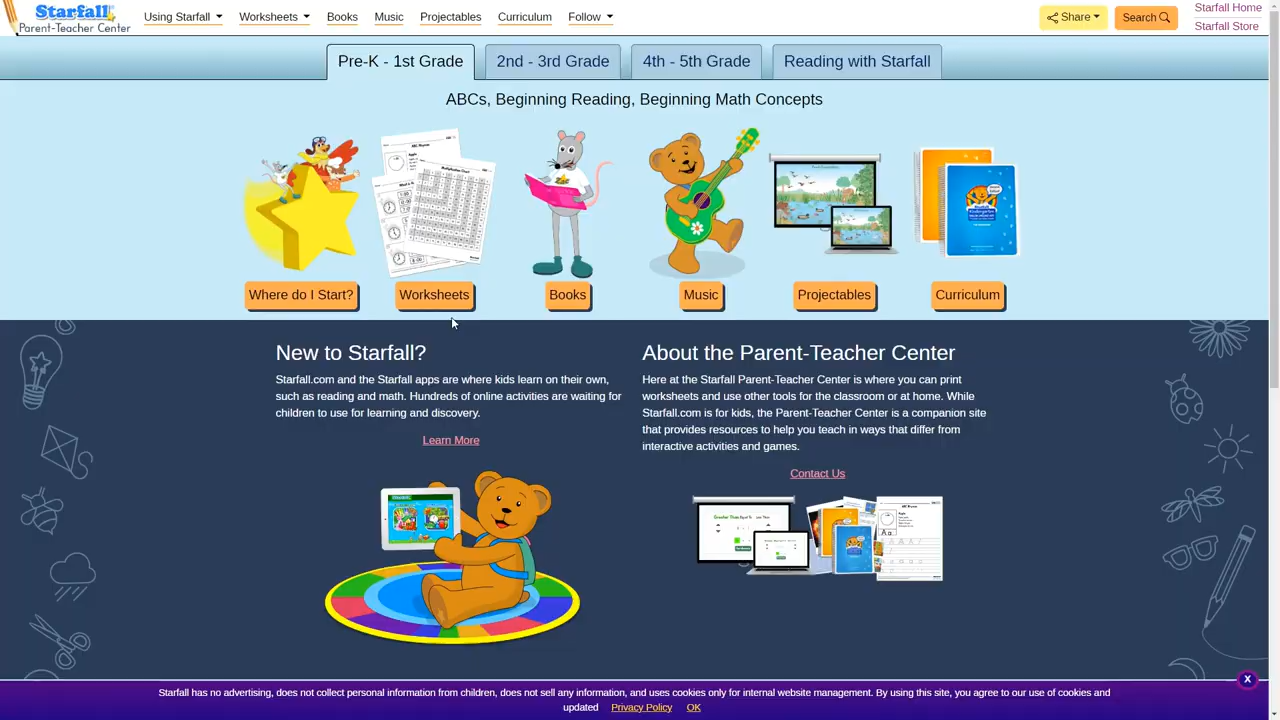 Starfall
Parent-Teacher Center
Using Starfall
Worksheets
Books
Music
Projectables
Curriculum
Follow
Share
Search
Starfall Home
Starfall Store
Pre-K - 1st Grade
2nd - 3rd Grade
4th - 5th Grade
Reading with Starfall
ABCs, Beginning Reading, Beginning Math Concepts
Where do I Start?
Worksheets
Books
Music
Projectables
Curriculum
New to Starfall?
Starfall.com and the Starfall apps are where kids learn on their own,
such as reading and math. Hundreds of online activities are waiting for
children to use for learning and discovery.
Learn More
About the Parent-Teacher Center
Here at the Starfall Parent-Teacher Center is where you can print
worksheets and use other tools for the classroom or at home. While
Starfall.com is for kids, the Parent-Teacher Center is a companion site
that provides resources to help you teach in ways that differ from
interactive activities and games.
Contact Us
Starfall has no advertising, does not collect personal information from children, does not sell any information, and uses cookies only for internal website management. By using this site, you agree to our use of cookies and
updated Privacy Policy OK
X